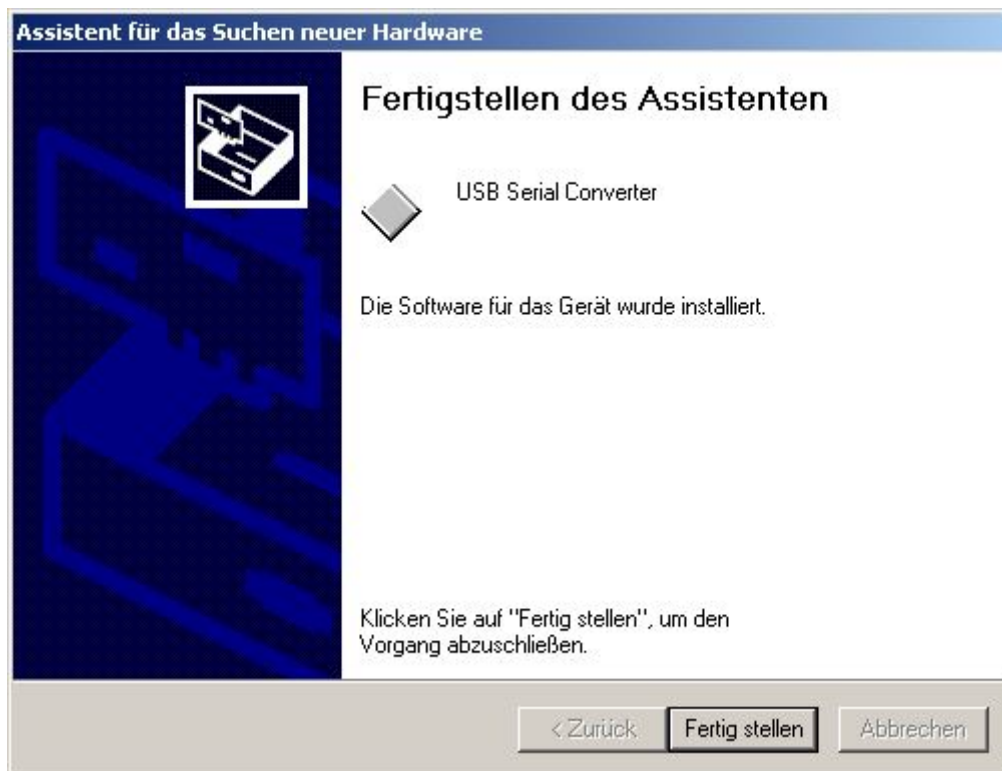 Assistent für das Suchen neuer Hardware
Fertigstellen des Assistenten
USB Serial Converter
Die Software für das Gerät wurde installiert.
Klicken Sie auf "Fertig stellen", um den
Vorgang abzuschließen.
< Zurück Fertig stellen Abbrechen